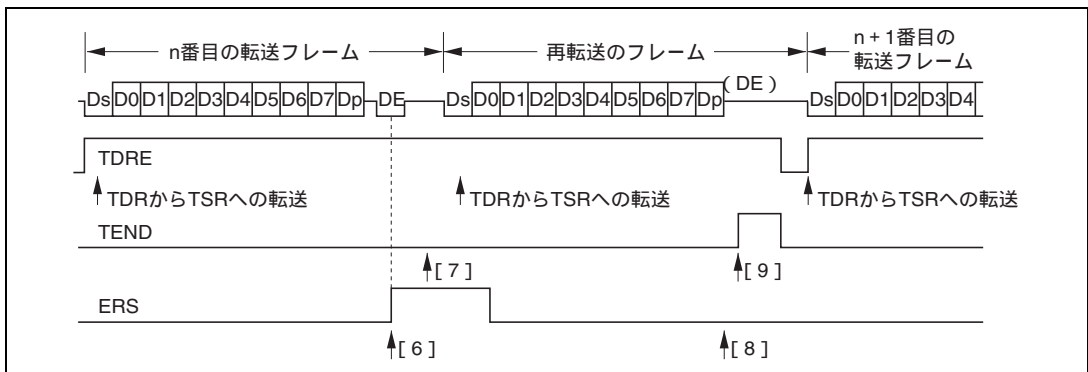 n番目の転送フレーム
再転送のフレーム
n + 1番目の
転送フレーム
Ds D0 D1 D2 D3 D4 D5 D6 D7 Dp DE
Ds D0 D1 D2 D3 D4 D5 D6 D7 Dp
( DE )
Ds D0 D1 D2 D3 D4
TDRE
TDRからTSRへの転送
TDRからTSRへの転送
TDRからTSRへの転送
TEND
[ 7 ]
[ 9 ]
ERS
[ 6 ]
[ 8 ]